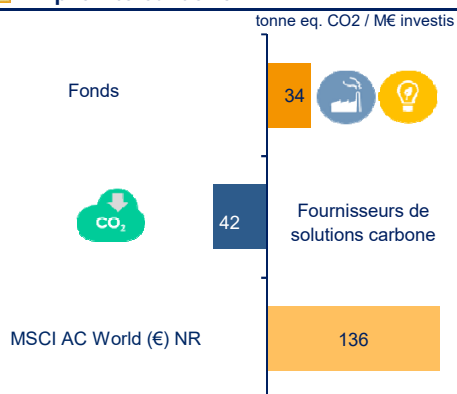 tonne eq. CO2 / M€ investis
Fonds
34
CO₂
42
Fournisseurs de
solutions carbone
MSCI AC World (€) NR
136